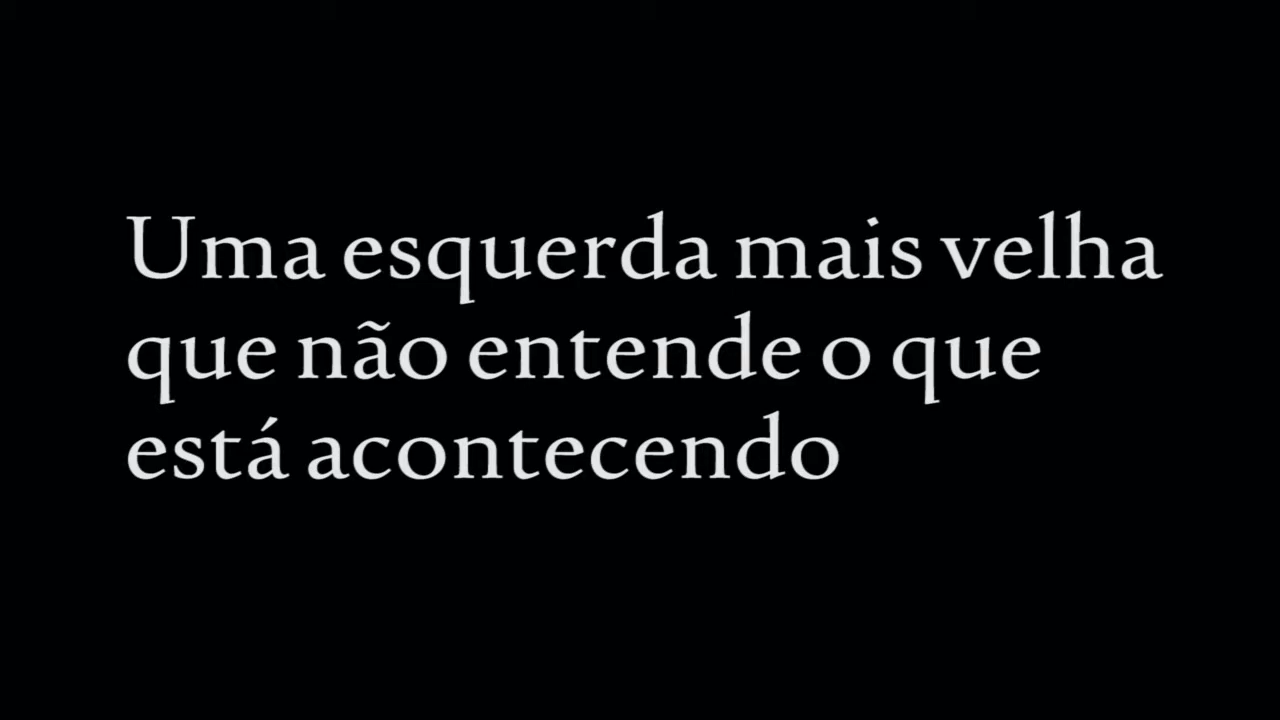 Uma esquerda mais velha
que não entende o que
está acontecendo